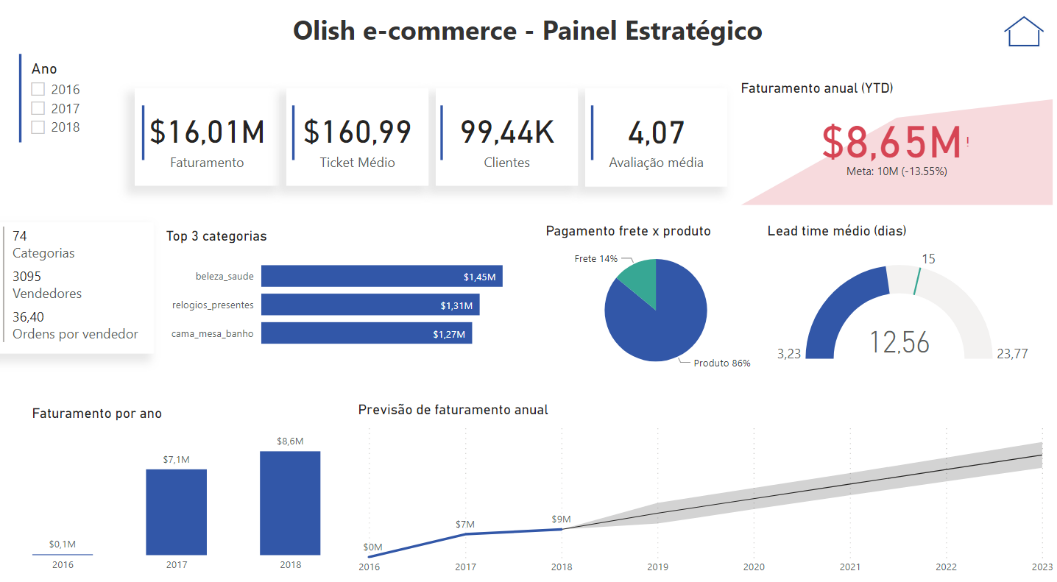 Olish e-commerce - Painel Estratégico
Ano
2016
2017
2018
$16,01M
Faturamento
$160,99
Ticket Médio
99,44K
Clientes
4,07
Avaliação média
Faturamento anual (YTD)
$8,65M!
Meta: 10M (-13.55%)
74
Categorias
3095
Vendedores
36,40
Ordens por vendedor
Top 3 categorias
beleza_saude
$1,45M
relogios_presentes
$1,31M
cama_mesa_banho
$1,27M
Pagamento frete x produto
Frete 14%
Produto 86%
Lead time médio (dias)
15
12,56
3,23
23,77
Faturamento por ano
$0,1M
$7,1M
$8,6M
2016
2017
2018
Previsão de faturamento anual
$0M
$7M
$9M
2016
2017
2018
2019
2020
2021
2022
2023